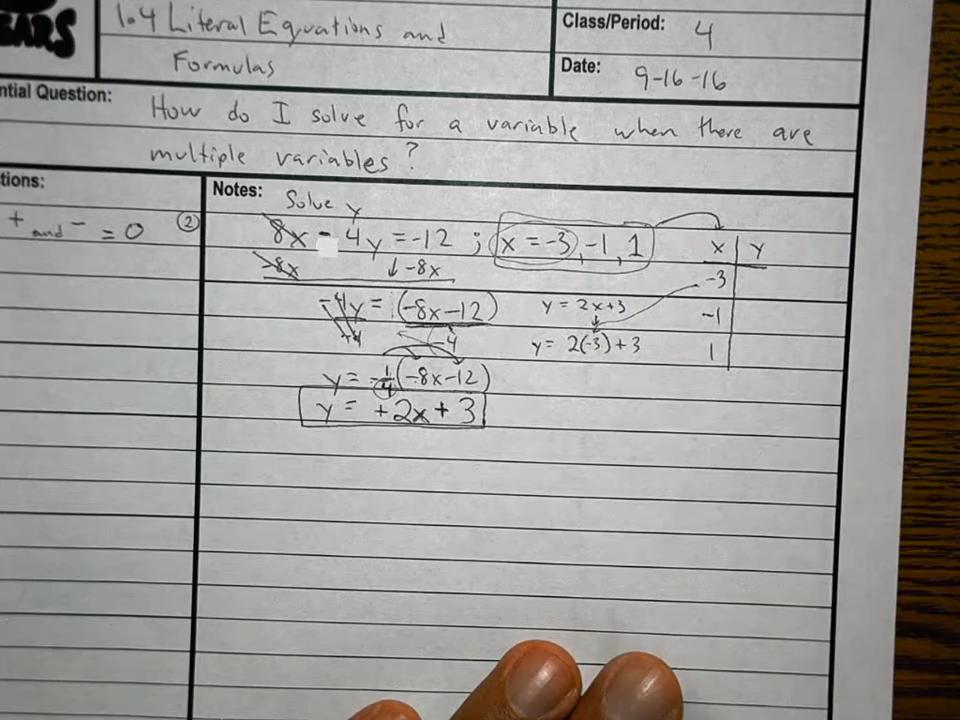 EARS
1.4 Literal Equations and
Formulas
Class/Period: 4
Date: 9-16-16
ntial Question: How do I solve for a variable when there are
multiple variables?
tions:
+ and - = 0
Notes: Solve y
② 8x - 4y = -12 ; x = -3, -1, 1
-8x ↓ -8x
-4y = (-8x-12)
-4
y = -1/4(-8x-12)
y = +2x + 3
y = 2x+3
y = 2(-3)+3
x | y
-3
-1
1